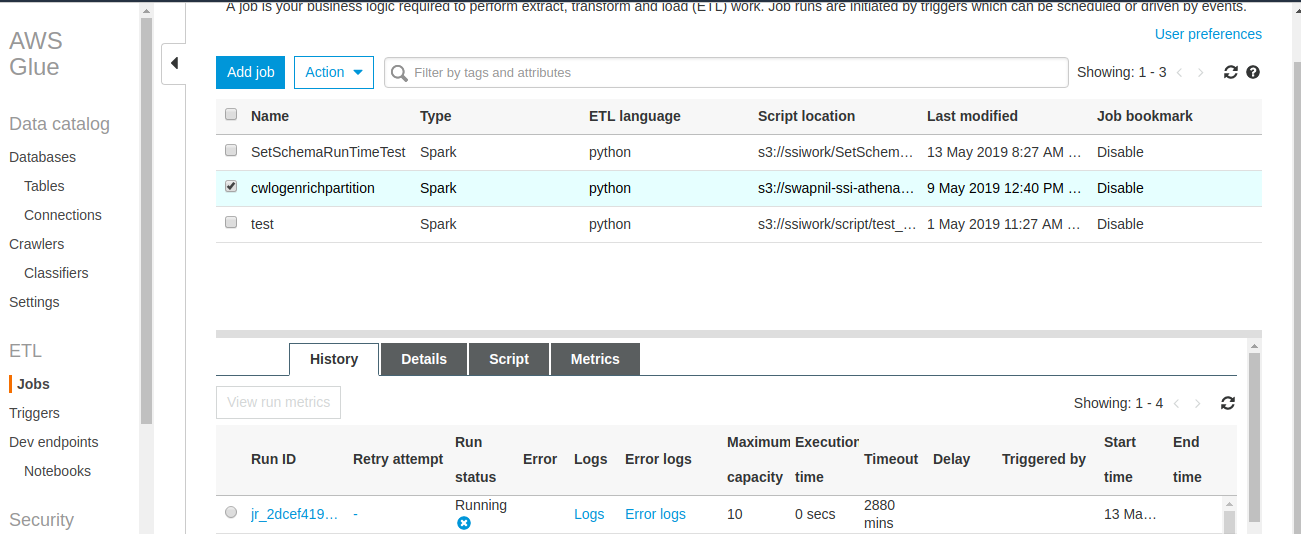 A job is your business logic required to perform extract, transform and load (ETL) work. Job runs are initiated by triggers which can be scheduled or driven by events.
AWS
Glue
User preferences
Add job Action Filter by tags and attributes Showing: 1 - 3
Data catalog
Databases
Tables
Connections
Crawlers
Classifiers
Settings
ETL
Jobs
Triggers
Dev endpoints
Notebooks
Security
Name Type ETL language Script location Last modified Job bookmark
SetSchemaRunTimeTest Spark python s3://ssiwork/SetSchem… 13 May 2019 8:27 AM … Disable
cwlogenrichpartition Spark python s3://swapnil-ssi-athena… 9 May 2019 12:40 PM … Disable
test Spark python s3://ssiwork/script/test_… 1 May 2019 11:27 AM … Disable
History Details Script Metrics
View run metrics Showing: 1 - 4
Run ID Retry attempt Run status Error Logs Error logs Maximum capacity Execution time Timeout Delay Triggered by Start time End time
jr_2dcef419… - Running Logs Error logs 10 0 secs 2880 mins 13 Ma…